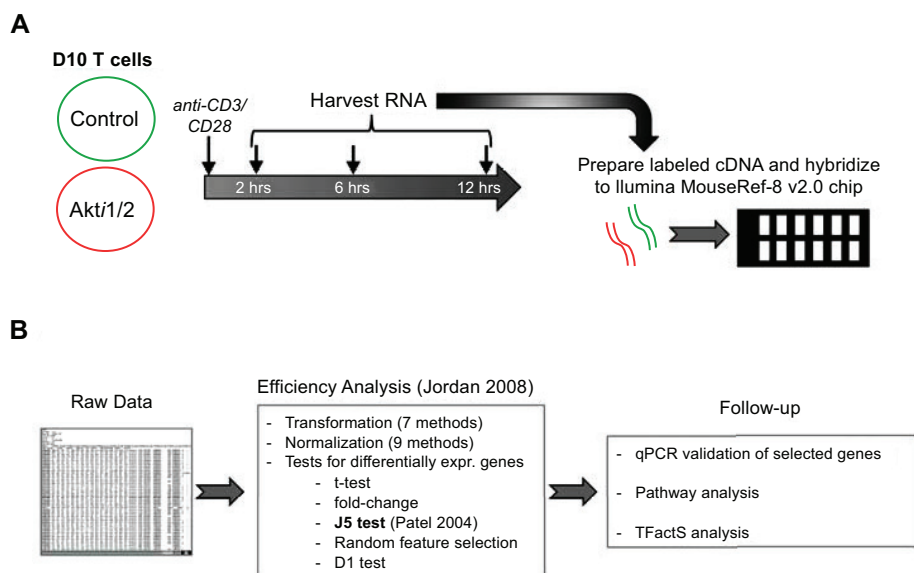 A
D10 T cells
Control
Akti1/2
anti-CD3/
CD28
Harvest RNA
2 hrs
6 hrs
12 hrs
Prepare labeled cDNA and hybridize
to Ilumina MouseRef-8 v2.0 chip
B
Raw Data
Efficiency Analysis (Jordan 2008)
- Transformation (7 methods)
- Normalization (9 methods)
- Tests for differentially expr. genes
- t-test
- fold-change
- J5 test (Patel 2004)
- Random feature selection
- D1 test
Follow-up
- qPCR validation of selected genes
- Pathway analysis
- TFactS analysis